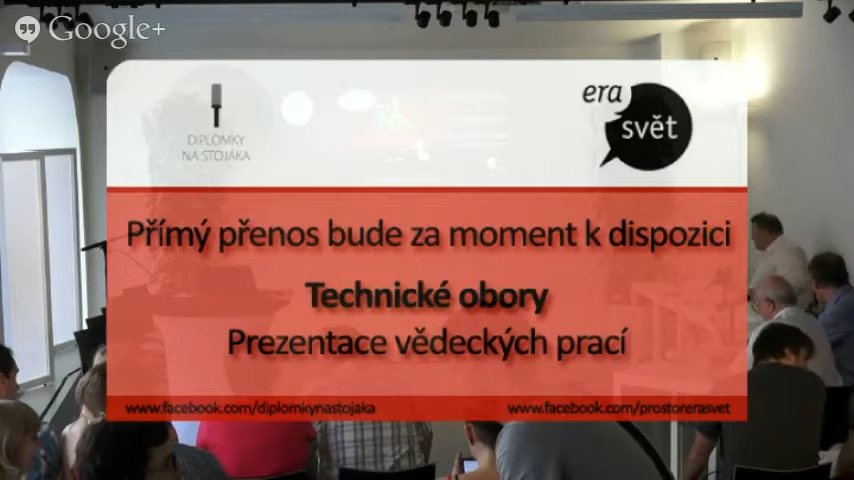 Google+
DIPLOMKY
NA STOJÁKA
era
svět
Přímý přenos bude za moment k dispozici
Technické obory
Prezentace vědeckých prací
www.facebook.com/diplomkynastojaka
www.facebook.com/prostorerasvet